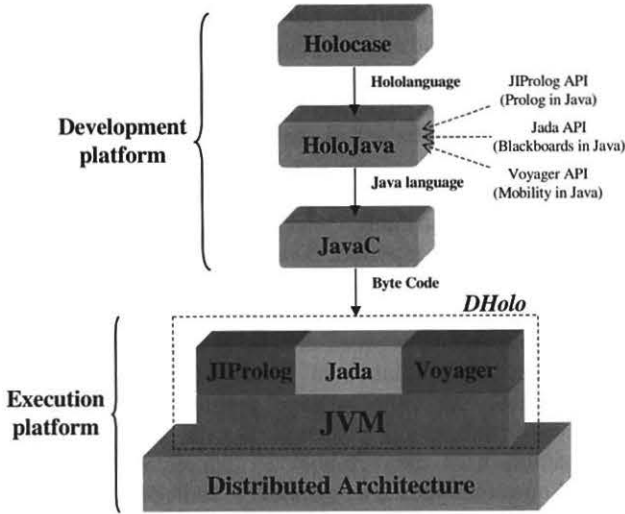 Holocase
Hololanguage
JIProlog API
(Prolog in Java)
Development
platform
HoloJava
Jada API
(Blackboards in Java)
Java language
Voyager API
(Mobility in Java)
JavaC
Byte Code
DHolo
Execution
platform
JIProlog
Jada
Voyager
JVM
Distributed Architecture